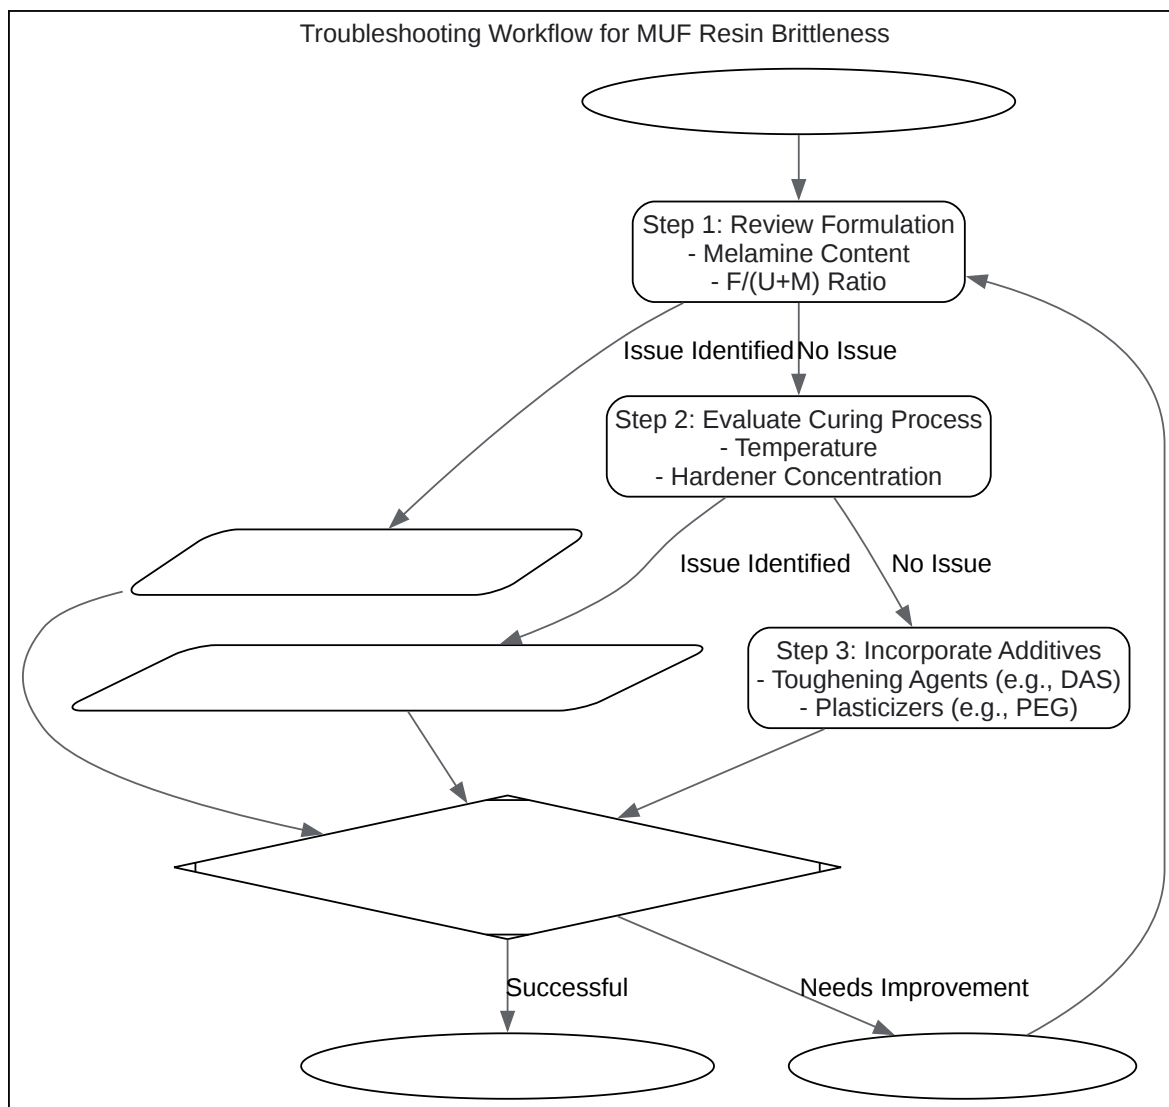 Troubleshooting Workflow for MUF Resin Brittleness
Step 1: Review Formulation
- Melamine Content
- F/(U+M) Ratio
Issue Identified
No Issue
Step 2: Evaluate Curing Process
- Temperature
- Hardener Concentration
Issue Identified
No Issue
Step 3: Incorporate Additives
- Toughening Agents (e.g., DAS)
- Plasticizers (e.g., PEG)
Successful
Needs Improvement